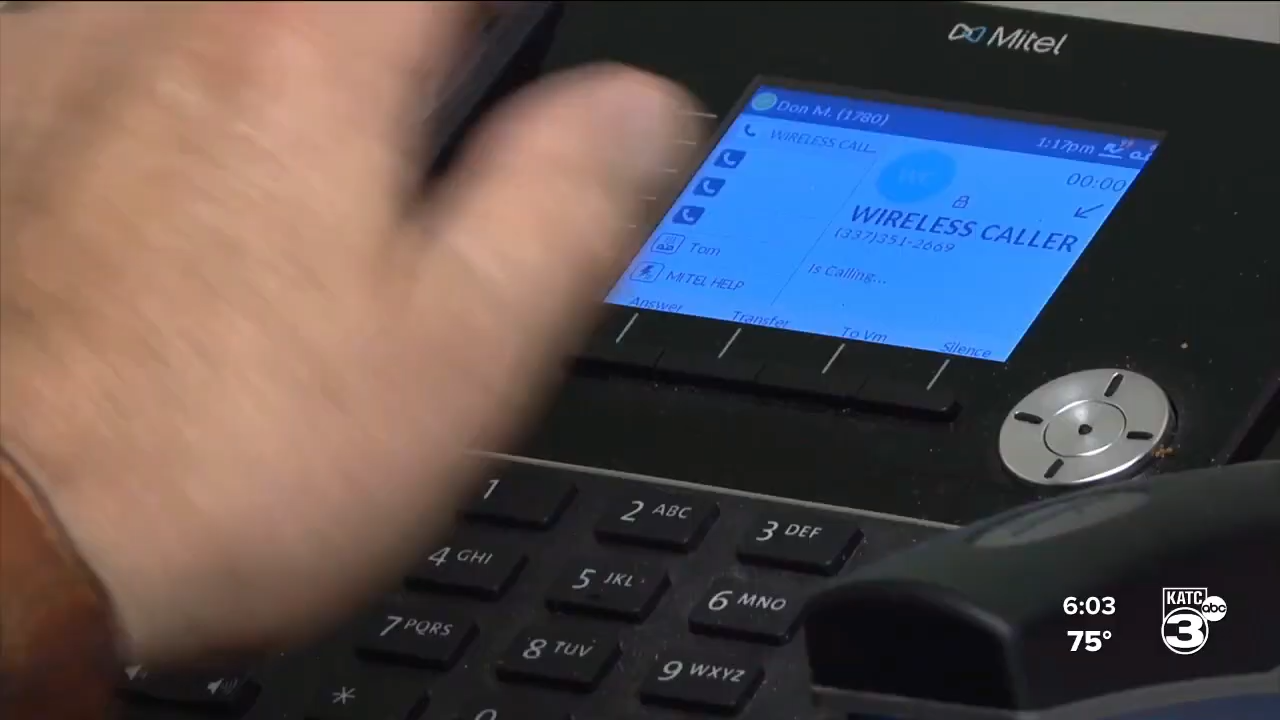 Mitel
Don M. (1780)
1:17pm
WIRELESS CALL...
WC
00:00
WIRELESS CALLER
(337)351-2669
Is Calling...
Tom
MITEL HELP
Answer
Transfer
To Vm
Silence
1
2 ABC
3 DEF
4 GHI
5 JKL
6 MNO
7 PQRS
8 TUV
9 WXYZ
*
0
6:03
75°
KATC
abc
3